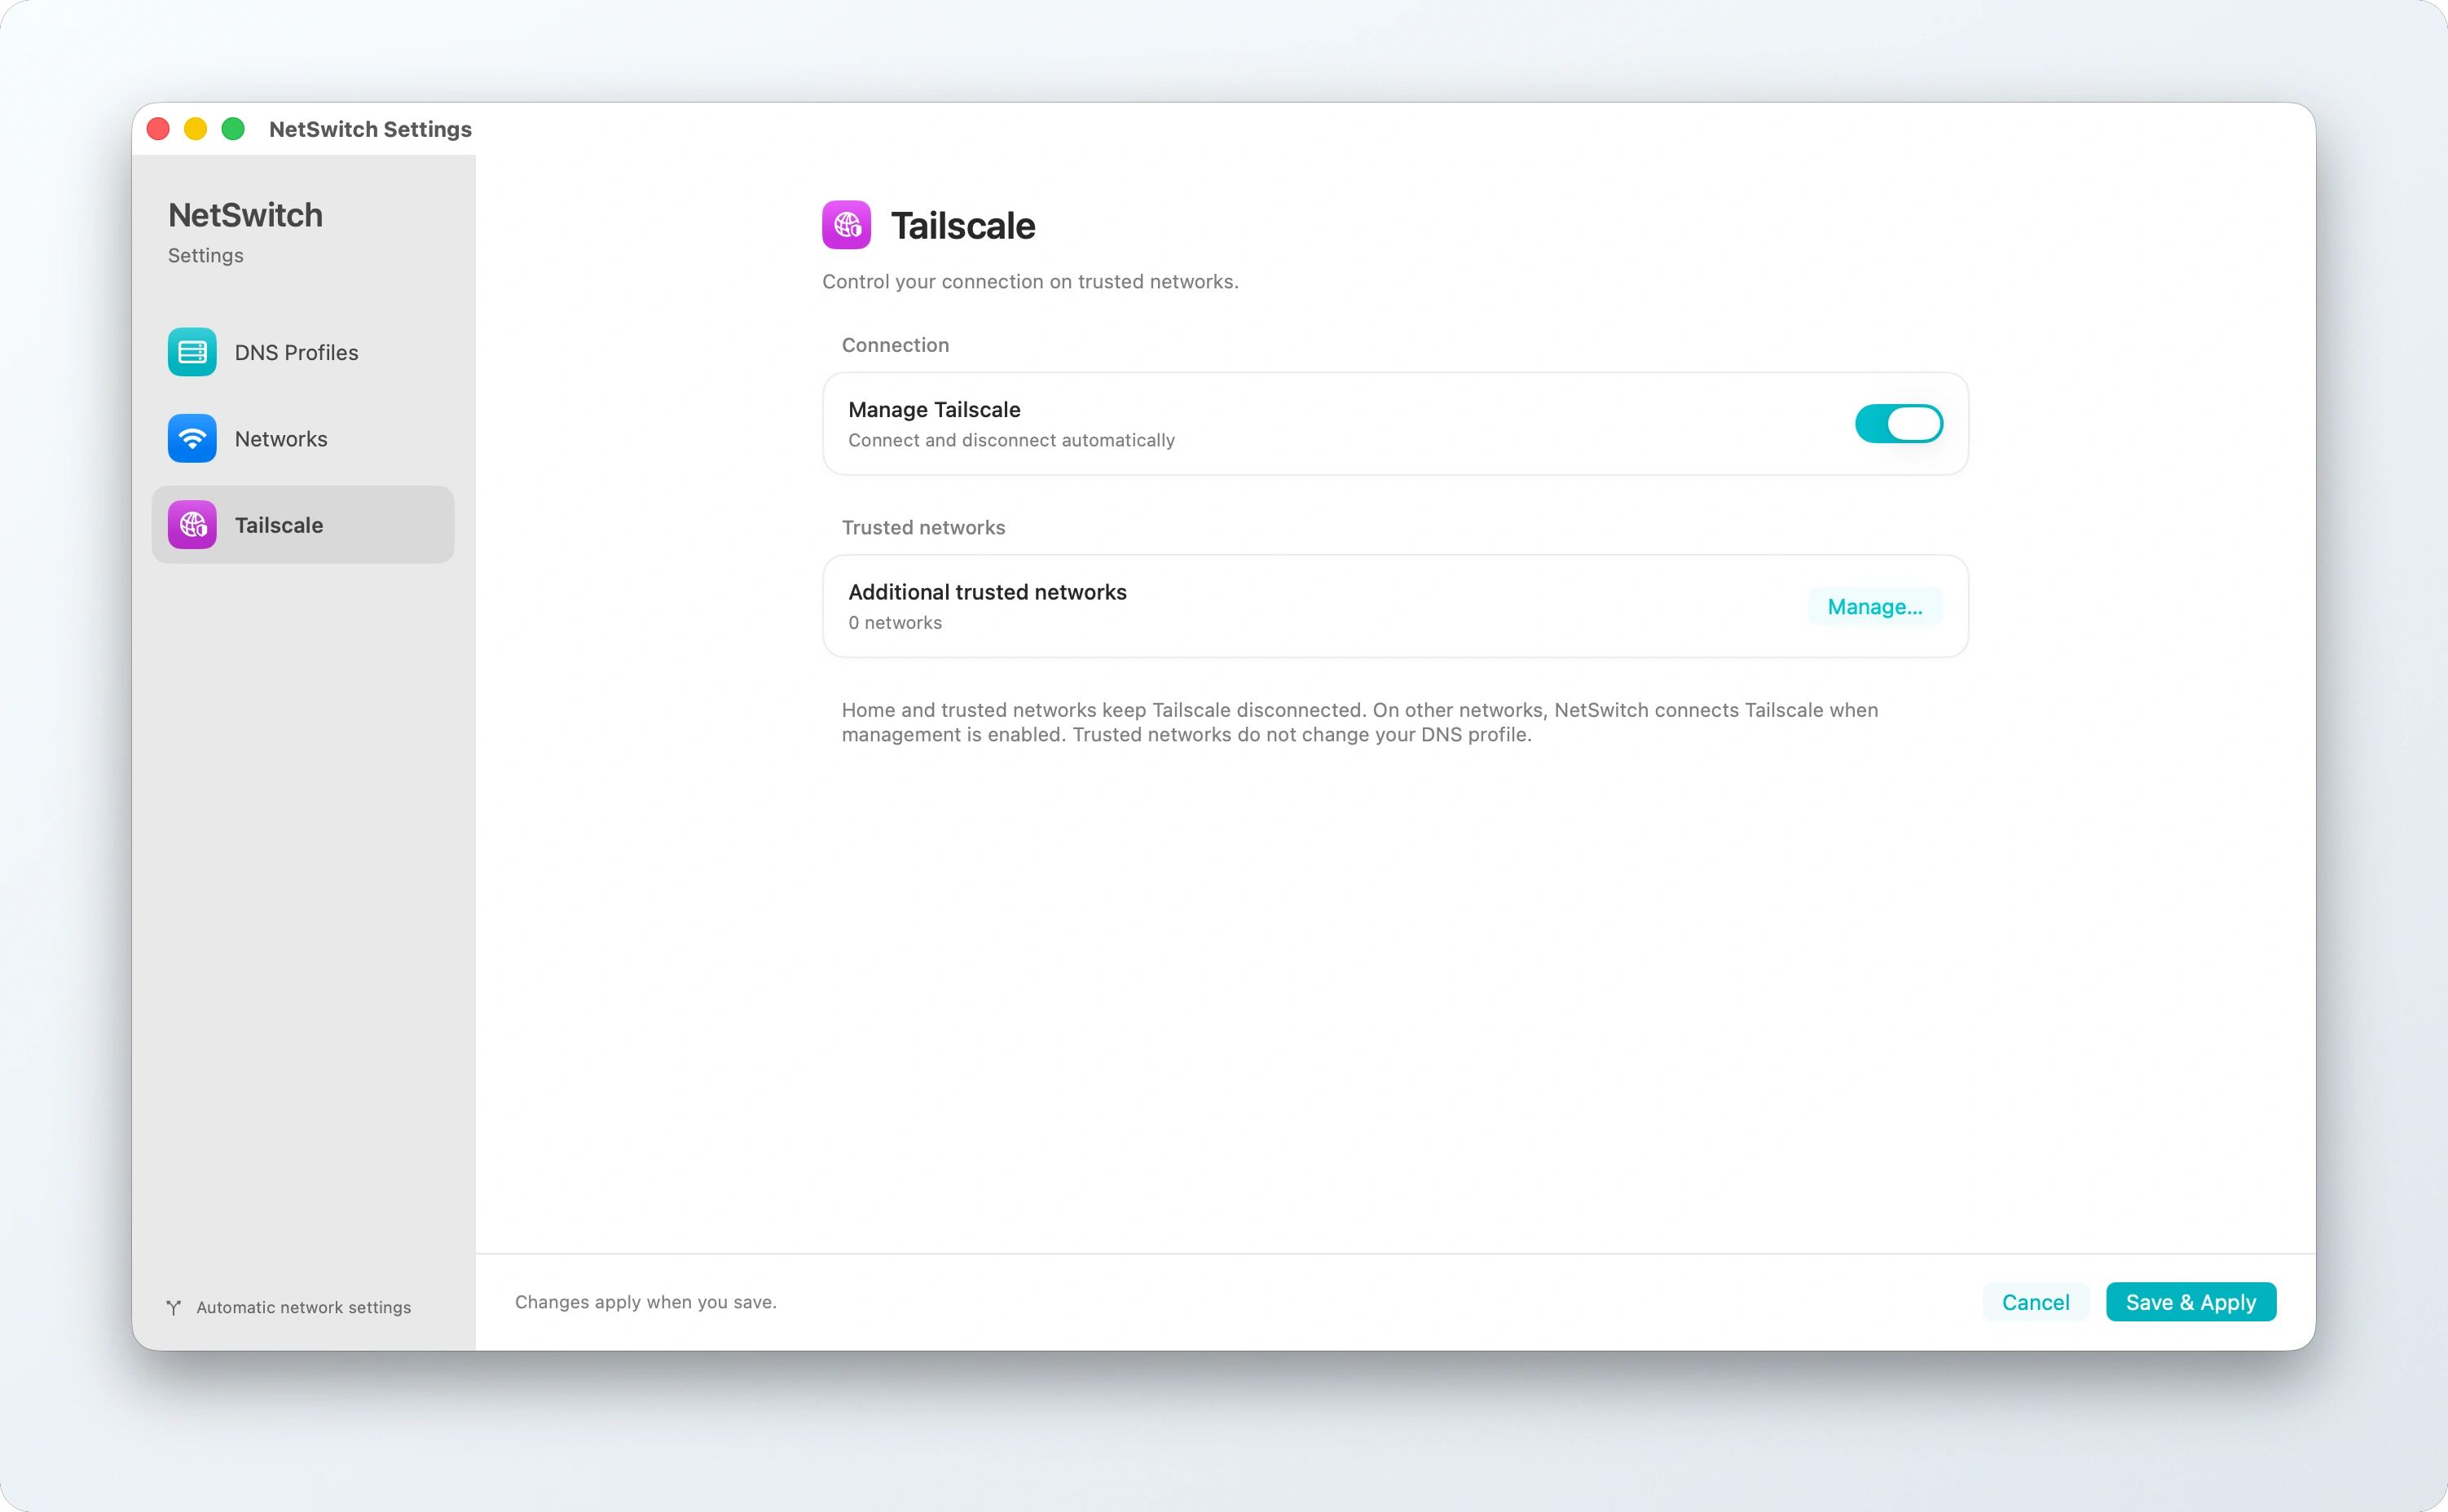 NetSwitch Settings
NetSwitch
Settings
DNS Profiles
Networks
Tailscale
Automatic network settings
Tailscale
Control your connection on trusted networks.
Connection
Manage Tailscale
Connect and disconnect automatically
Trusted networks
Additional trusted networks
0 networks
Manage...
Home and trusted networks keep Tailscale disconnected. On other networks, NetSwitch connects Tailscale when
management is enabled. Trusted networks do not change your DNS profile.
Changes apply when you save.
Cancel
Save & Apply